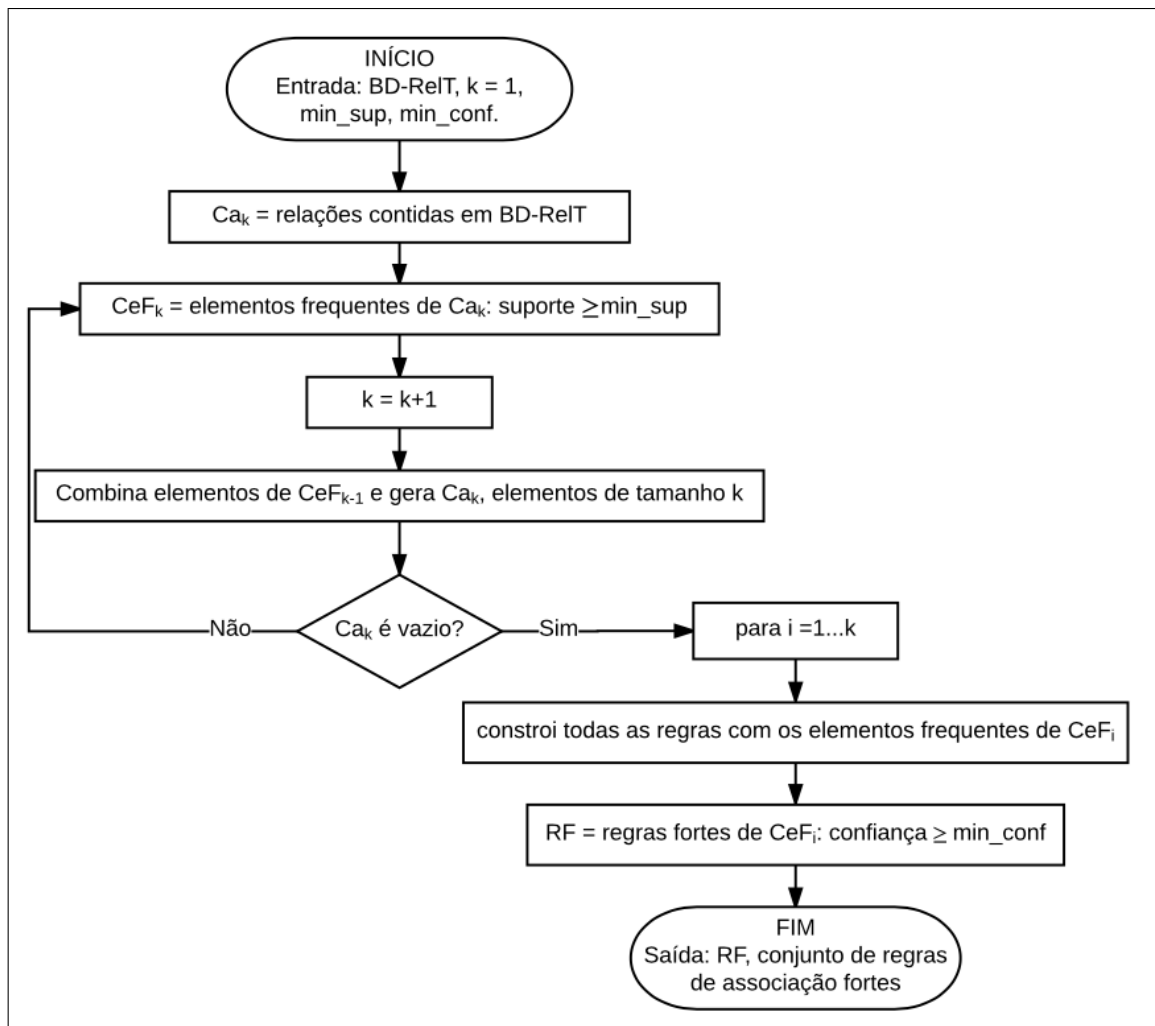 INÍCIO
Entrada: BD-RelT, k = 1,
min_sup, min_conf.
Caₖ = relações contidas em BD-RelT
CeFₖ = elementos frequentes de Caₖ: suporte ≥min_sup
k = k+1
Combina elementos de CeFₖ₋₁ e gera Caₖ, elementos de tamanho k
Não
Caₖ é vazio?
Sim
para i =1...k
constroi todas as regras com os elementos frequentes de CeFᵢ
RF = regras fortes de CeFᵢ: confiança ≥ min_conf
FIM
Saída: RF, conjunto de regras
de associação fortes